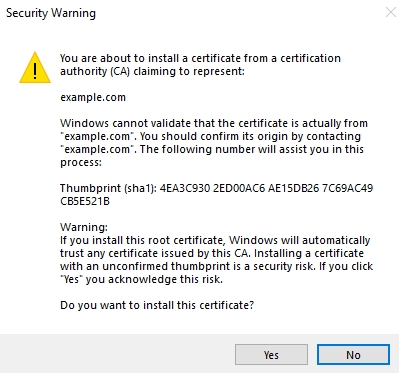 Security Warning
You are about to install a certificate from a certification
authority (CA) claiming to represent:
example.com
Windows cannot validate that the certificate is actually from
"example.com". You should confirm its origin by contacting
"example.com". The following number will assist you in this
process:
Thumbprint (sha1): 4EA3C930 2ED00AC6 AE15DB26 7C69AC49
CB5E521B
Warning:
If you install this root certificate, Windows will automatically
trust any certificate issued by this CA. Installing a certificate
with an unconfirmed thumbprint is a security risk. If you click
"Yes" you acknowledge this risk.
Do you want to install this certificate?
Yes
No